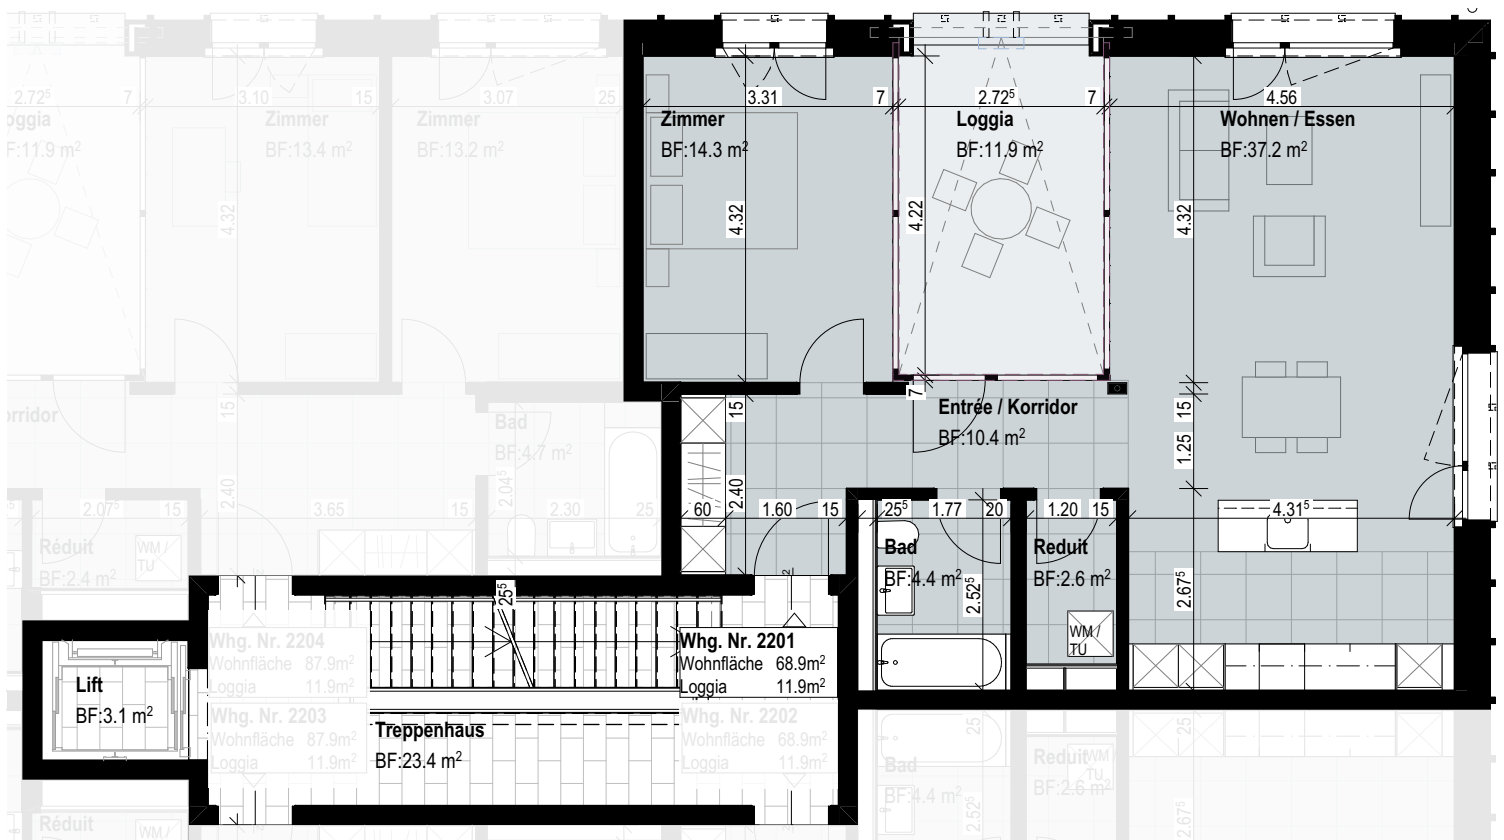 2.72⁵
7
3.10
15
3.07
25
3.31
7
2.72⁵
7
4.56
oggia
F:11.9 m²
Zimmer
BF:13.4 m²
Zimmer
BF:13.2 m²
Zimmer
BF:14.3 m²
Loggia
BF:11.9 m²
Wohnen / Essen
BF:37.2 m²
4.32
4.32
4.22
4.32
orridor
15
2.40
Bad
BF:4.7 m²
2.04⁵
15
2.40
7
Entrée / Korridor
BF:10.4 m²
15
1.25
2.07⁵
15
3.65
15
2.30
25
60
1.60
15
25⁵
1.77
20
1.20
15
4.31⁵
Réduit
BF:2.4 m²
WM /
TU
Bad
BF:4.4 m²
2.52⁵
Reduit
BF:2.6 m²
WM /
TU
2.67⁵
25⁵
Whg. Nr. 2204
Wohnfläche 87.9m²
Loggia 11.9m²
Whg. Nr. 2201
Wohnfläche 68.9m²
Loggia 11.9m²
Lift
BF:3.1 m²
Whg. Nr. 2203
Wohnfläche 87.9m²
Loggia 11.9m²
Treppenhaus
BF:23.4 m²
Whg. Nr. 2202
Wohnfläche 68.9m²
Loggia 11.9m²
25
25
Bad
BF:4.4 m²
2.52⁵
Reduit
BF:2.6 m²
WM /
TU
2.67⁵
Réduit
WM /